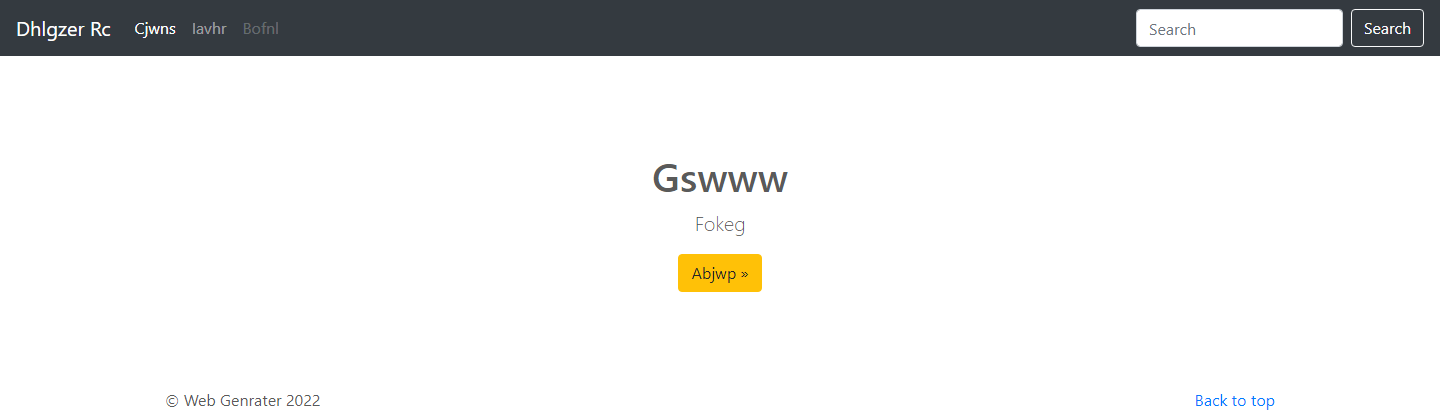 Dhlgzer Rc Cjwns Iavhr Bofnl Search Search
Gswww
Fokeg
Abjwp »
© Web Genrater 2022 Back to top